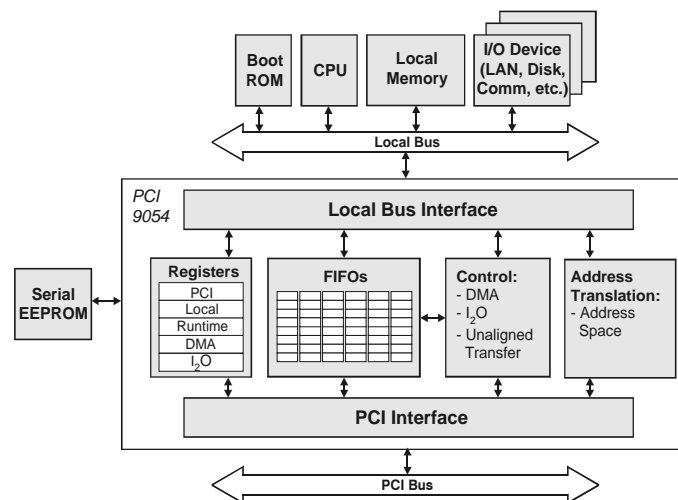 Boot
ROM
CPU
Local
Memory
I/O Device
(LAN, Disk,
Comm, etc.)
Local Bus
PCI
9054
Local Bus Interface
Serial
EEPROM
Registers
PCI
Local
Runtime
DMA
I₂O
FIFOs
Control:
- DMA
- I₂O
- Unaligned
Transfer
Address
Translation:
- Address
Space
PCI Interface
PCI Bus